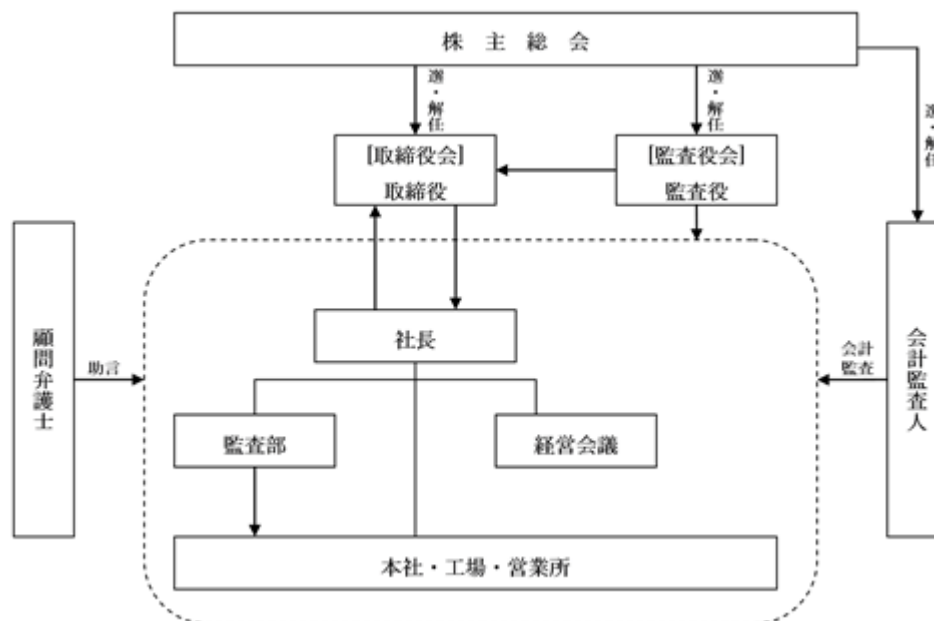 株主総会
選・解任
選・解任
選・解任
[取締役会]
取締役
[監査役会]
監査役
顧問弁護士
助言
社長
会計
監査
会計監査人
監査部
経営会議
本社・工場・営業所